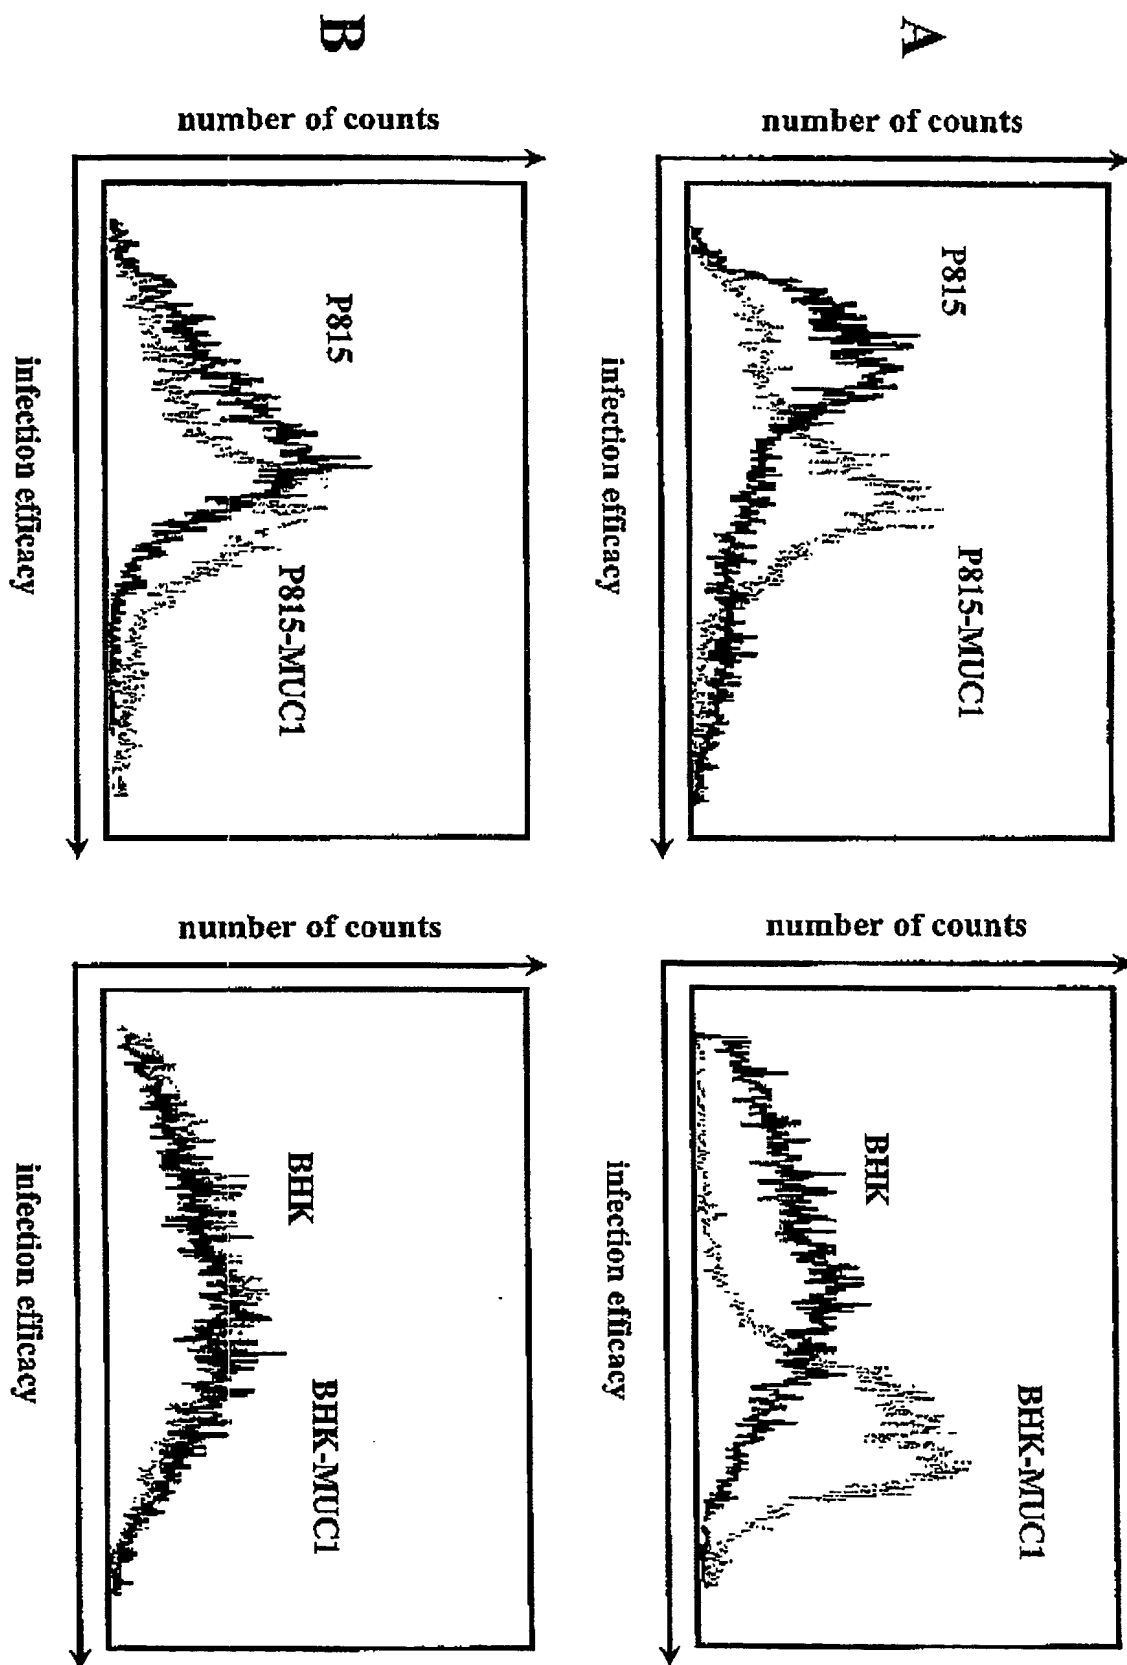 A
number of counts
P815
P815-MUC1
infection efficacy
number of counts
BHK
BHK-MUC1
infection efficacy
B
number of counts
P815
P815-MUC1
infection efficacy
number of counts
BHK
BHK-MUC1
infection efficacy